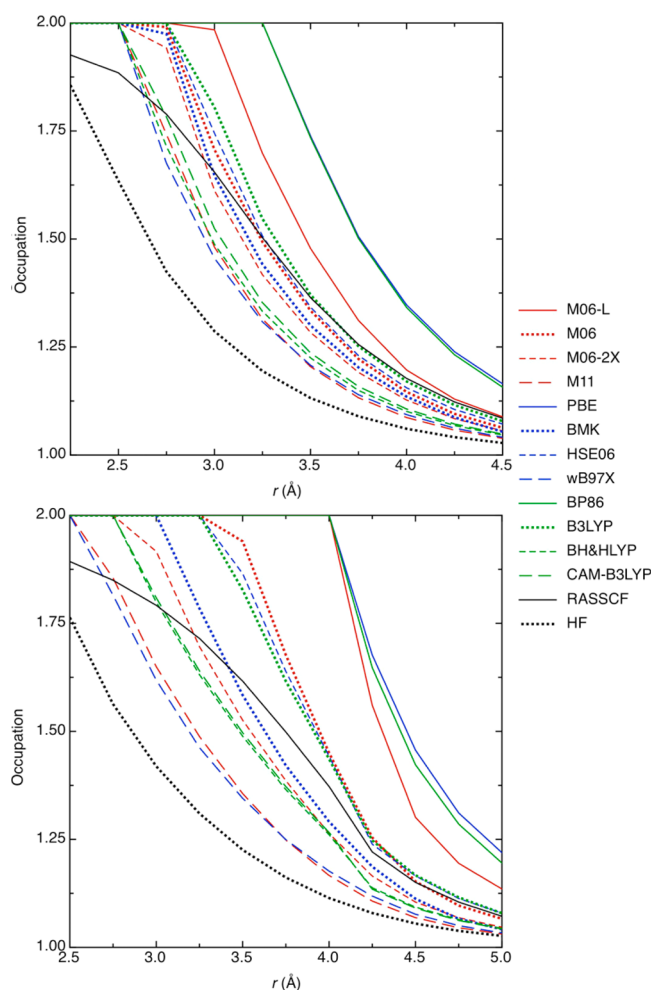 2.00
1.75
1.50
1.25
1.00
Occupation
2.5 3.0 3.5 4.0 4.5
r (Å)
M06-L
M06
M06-2X
M11
PBE
BMK
HSE06
wB97X
BP86
B3LYP
BH&HLYP
CAM-B3LYP
RASSCF
HF
2.00
1.75
1.50
1.25
1.00
Occupation
2.5 3.0 3.5 4.0 4.5 5.0
r (Å)